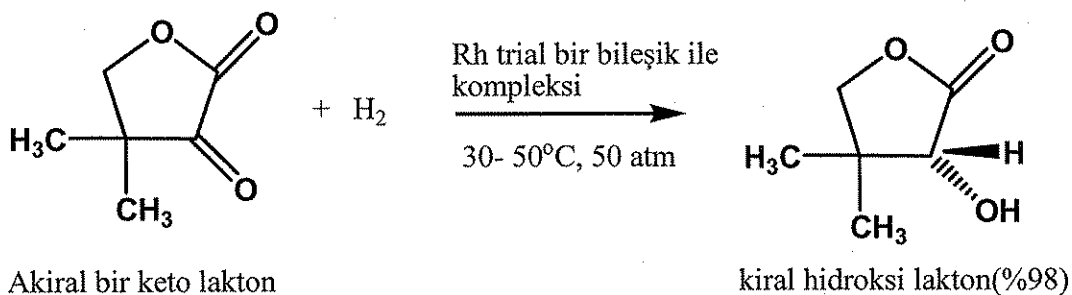 O
O
H₃C
CH₃
O
+ H₂
Rh trial bir bileşik ile
kompleksi
30- 50°C, 50 atm
O
O
H₃C
CH₃
H
OH
Akiral bir keto lakton
kiral hidroksi lakton(%98)